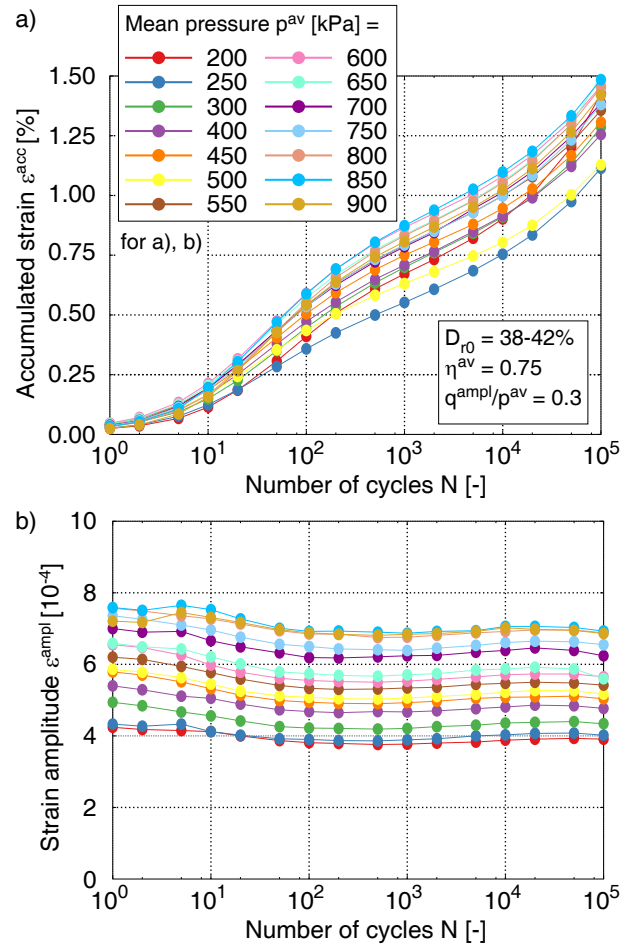 a)
Mean pressure p^av [kPa] =
200 600
250 650
300 700
400 750
450 800
500 850
550 900
for a), b)
Accumulated strain ε^acc [%]
1.50
1.25
1.00
0.75
0.50
0.25
0.00
D_r0 = 38-42%
η^av = 0.75
q^ampl/p^av = 0.3
10^0 10^1 10^2 10^3 10^4 10^5
Number of cycles N [-]
b)
Strain amplitude ε^ampl [10^-4]
10
8
6
4
2
0
10^0 10^1 10^2 10^3 10^4 10^5
Number of cycles N [-]